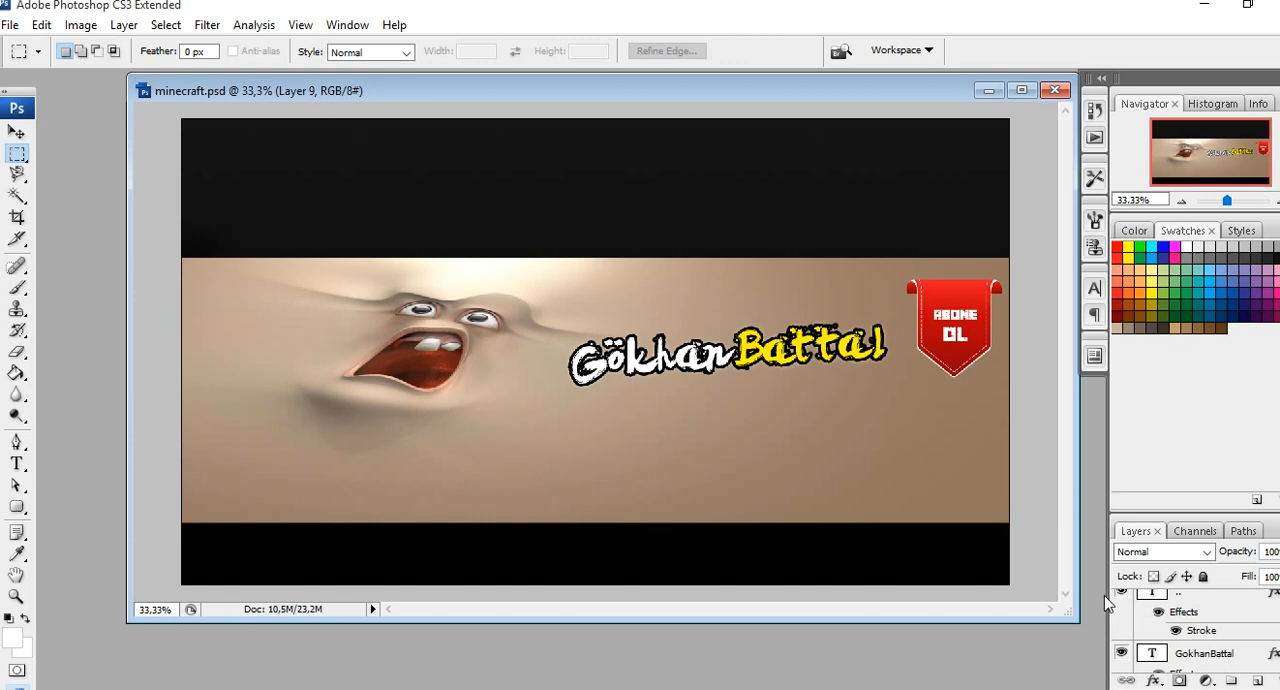 Adobe Photoshop CS3 Extended
File Edit Image Layer Select Filter Analysis View Window Help
Feather: 0 px Anti-alias Style: Normal Width: Height: Refine Edge... Workspace
minecraft.psd @ 33,3% (Layer 9, RGB/8#)
Ps
Navigator Histogram Info
33.33%
Color Swatches Styles
GökhanBattal
ABONE
OL
Layers Channels Paths
Normal Opacity: 100
Lock: Fill: 100
T ..
Effects
Stroke
T GokhanBattal
33,33% Doc: 10,5M/23,2M